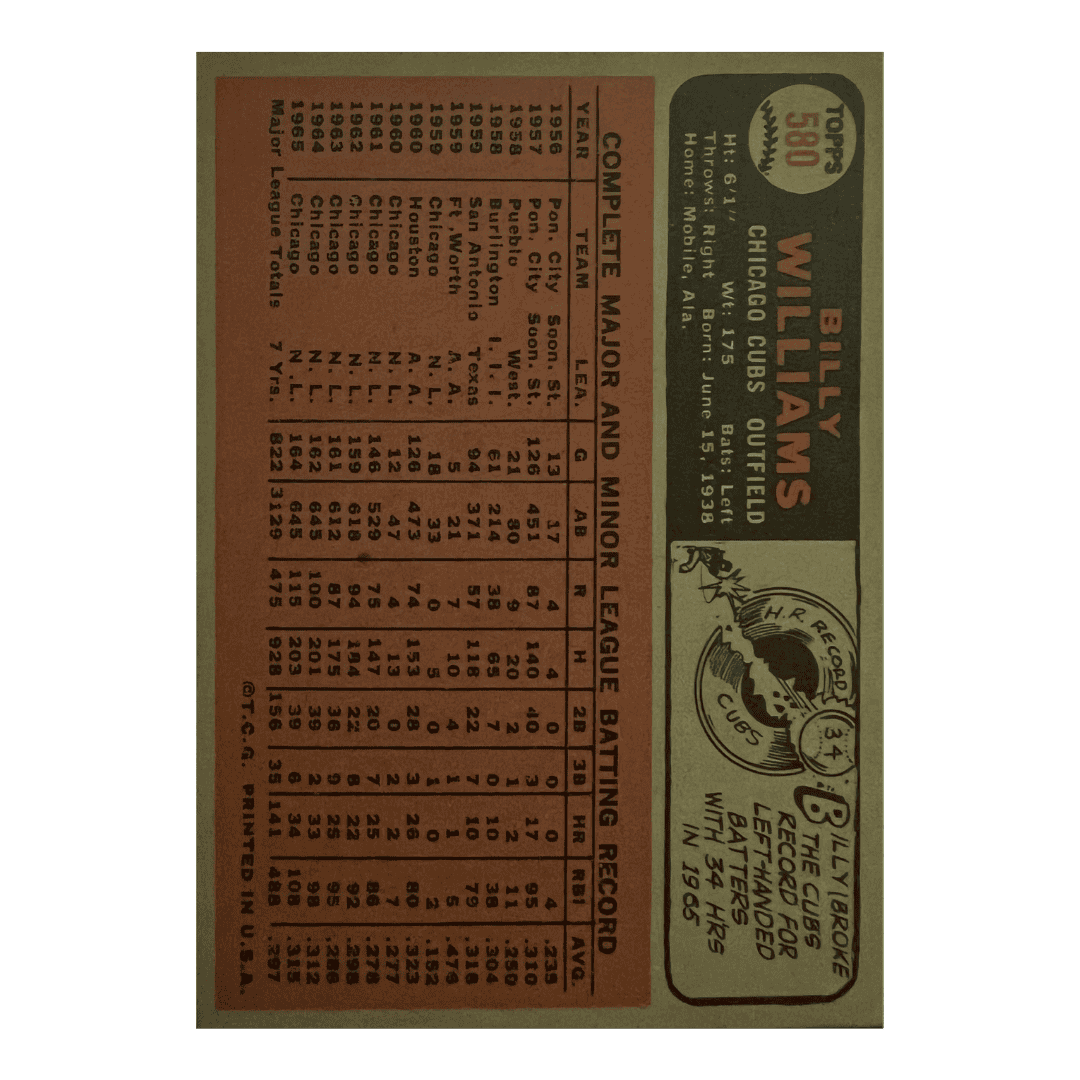 TOPPS
580
BILLY
WILLIAMS
CHICAGO CUBS OUTFIELD
Ht: 6'1" Wt: 175 Bats: Left
Throws: Right Born: June 15, 1938
Home: Mobile, Ala.
H.R RECORD
CUBS
34
BILLY BROKE
THE CUBS
RECORD FOR
LEFT-HANDED
BATTERS
WITH 34 HRS
IN 1965
COMPLETE MAJOR AND MINOR LEAGUE BATTING RECORD
YEAR TEAM LEA. G AB R H 2B 3B HR RBI AVG.
1956 Pon. City Soon. St. 13 17 4 4 0 0 0 4 .235
1957 Pon. City Soon. St. 126 451 87 140 40 3 17 95 .310
1958 Pueblo West. 21 80 9 20 2 1 2 11 .250
1958 Burlington I. I. I. 61 214 38 65 7 0 10 38 .304
1959 San Antonio Texas 94 371 57 118 22 7 10 79 .318
1959 Ft. Worth A. A. 5 21 7 10 4 1 1 5 .476
1959 Chicago N. L. 18 33 0 5 0 1 0 2 .152
1960 Houston A. A. 126 473 74 153 28 3 26 80 .323
1960 Chicago N. L. 12 47 4 13 0 2 2 7 .277
1961 Chicago N. L. 146 529 75 147 20 7 25 86 .278
1962 Chicago N. L. 159 618 94 184 22 8 22 92 .298
1963 Chicago N. L. 161 612 87 175 36 9 25 95 .286
1964 Chicago N. L. 162 645 100 201 39 2 33 98 .312
1965 Chicago N. L. 164 645 115 203 39 6 34 108 .315
Major League Totals 7 Yrs. 822 3129 475 928 156 35 141 488 .297
©T.C.G. PRINTED IN U.S.A.